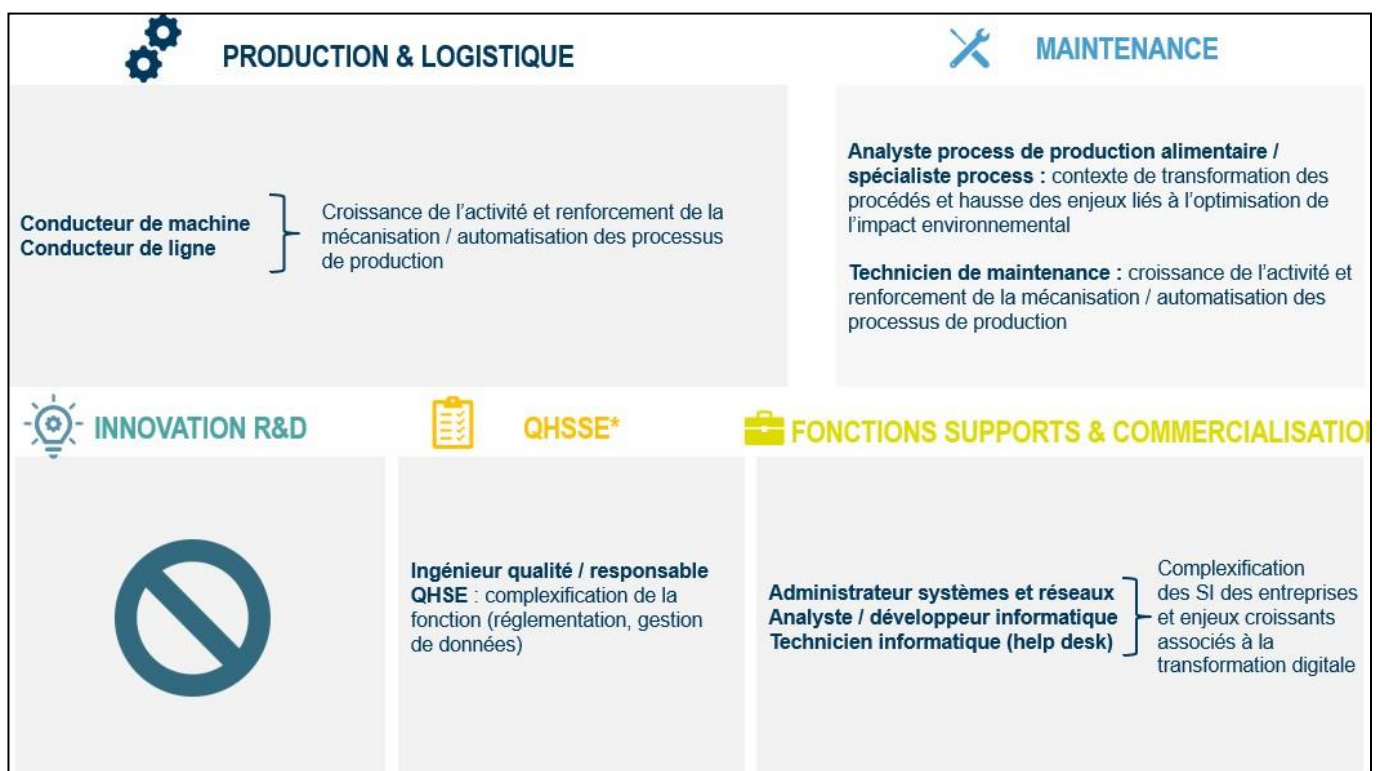 PRODUCTION & LOGISTIQUE
Conducteur de machine
Conducteur de ligne
Croissance de l’activité et renforcement de la
mécanisation / automatisation des processus
de production
MAINTENANCE
Analyste process de production alimentaire /
spécialiste process : contexte de transformation des
procédés et hausse des enjeux liés à l’optimisation de
l’impact environnemental
Technicien de maintenance : croissance de l’activité et
renforcement de la mécanisation / automatisation des
processus de production
INNOVATION R&D
QHSSE*
Ingénieur qualité / responsable
QHSE : complexification de la
fonction (réglementation, gestion
de données)
FONCTIONS SUPPORTS & COMMERCIALISATION
Administrateur systèmes et réseaux
Analyste / développeur informatique
Technicien informatique (help desk)
Complexification
des SI des entreprises
et enjeux croissants
associés à la
transformation digitale